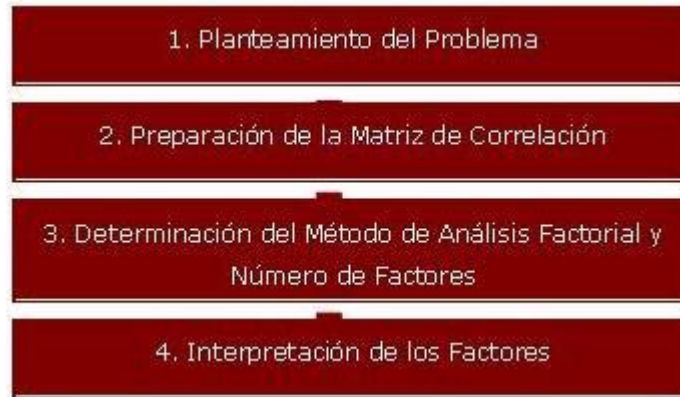 1. Planteamiento del Problema
2. Preparación de la Matriz de Correlación
3. Determinación del Método de Análisis Factorial y
Número de Factores
4. Interpretación de los Factores